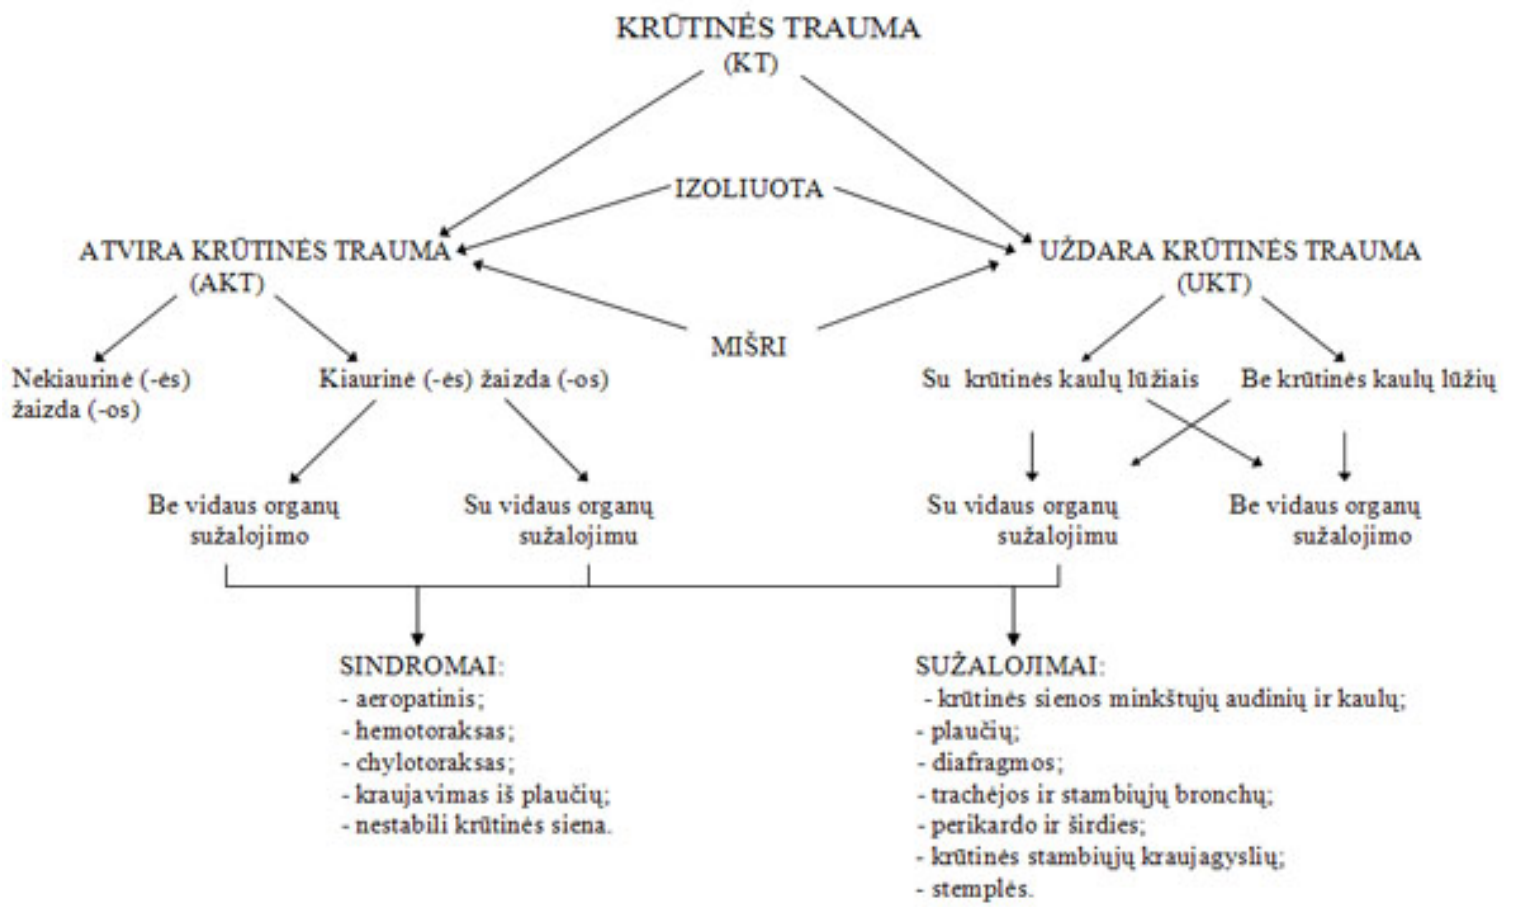 KRŪTINĖS TRAUMA
(KT)
IZOLIUOTA
ATVIRA KRŪTINĖS TRAUMA
(AKT)
UŽDARA KRŪTINĖS TRAUMA
(UKT)
MIŠRI
Nekiaurinė (-ės)
žaizda (-os)
Kiaurinė (-ės) žaizda (-os)
Su krūtinės kaulų lūžiais
Be krūtinės kaulų lūžių
Be vidaus organų
sužalojimo
Su vidaus organų
sužalojimu
Su vidaus organų
sužalojimu
Be vidaus organų
sužalojimo
SINDROMAI:
- aeropatinis;
- hemotoraksas;
- chylotoraksas;
- kraujavimas iš plaučių;
- nestabili krūtinės siena.
SUŽALOJIMAI:
- krūtinės sienos minkštųjų audinių ir kaulų;
- plaučių;
- diafragmos;
- trachėjos ir stambiųjų bronchų;
- perikardo ir širdies;
- krūtinės stambiųjų kraujagyslių;
- stemplės.